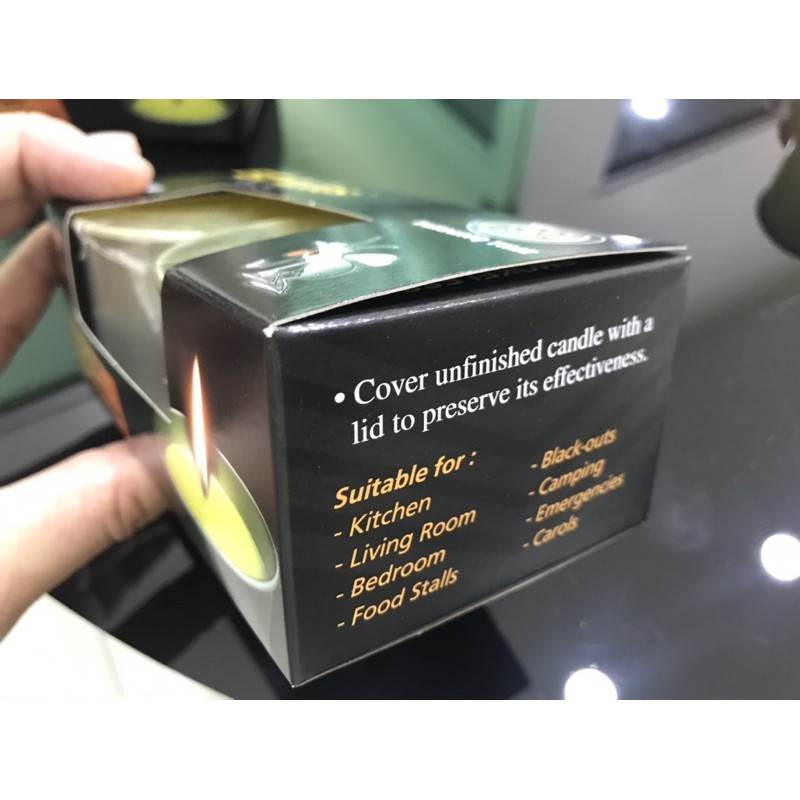 • Cover unfinished candle with a
lid to preserve its effectiveness.
Suitable for :
- Kitchen
- Living Room
- Bedroom
- Food Stalls
- Black-outs
- Camping
- Emergencies
- Carols